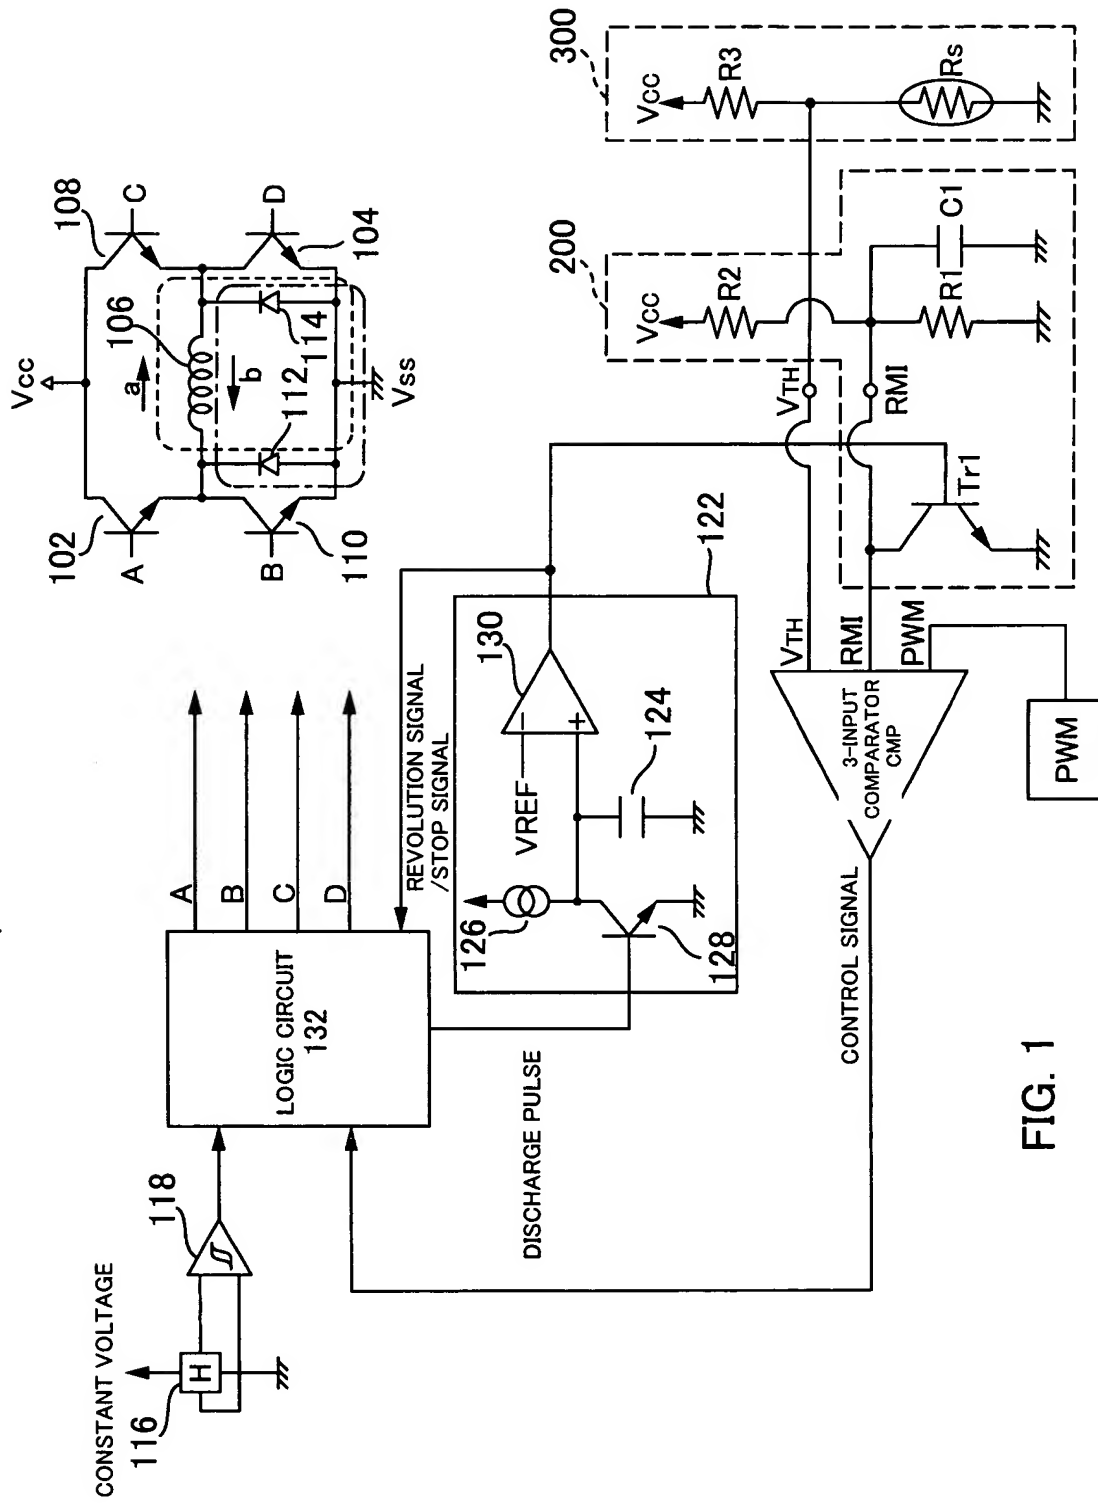 CONSTANT VOLTAGE
116
H
118
LOGIC CIRCUIT
132
A
B
C
D
Vcc
102
A
B
110
108
C
D
104
106
a
b
112
114
Vss
REVOLUTION SIGNAL
/STOP SIGNAL
DISCHARGE PULSE
122
130
VREF
−
+
124
126
128
CONTROL SIGNAL
3-INPUT
COMPARATOR
CMP
VTH
RMI
PWM
PWM
VTH
RMI
Tr1
200
Vcc
R2
R1
C1
300
Vcc
R3
Rs
FIG. 1